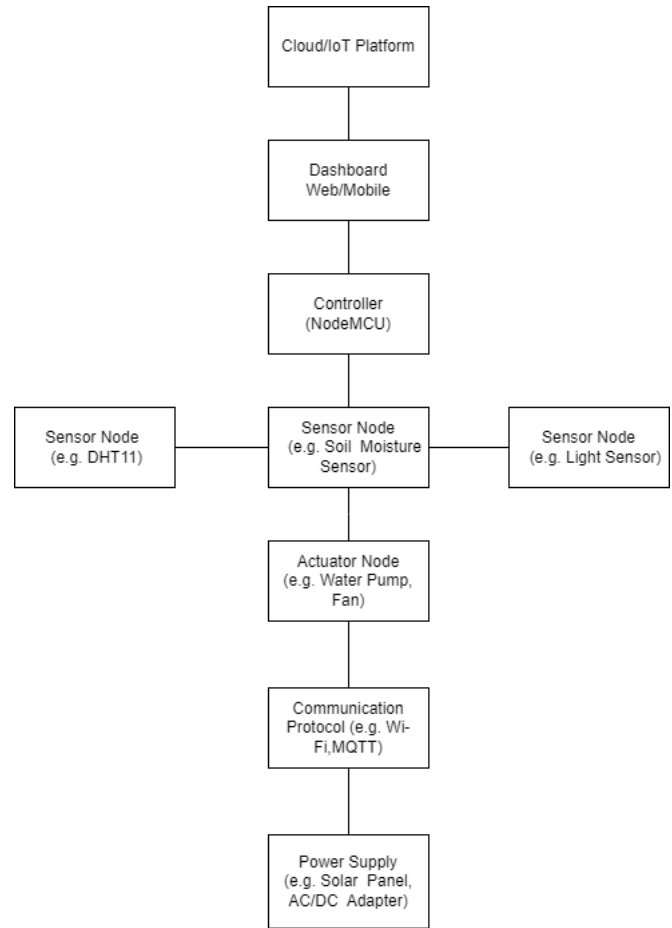 Cloud/IoT Platform
Dashboard
Web/Mobile
Controller
(NodeMCU)
Sensor Node
(e.g. DHT11)
Sensor Node
(e.g. Soil Moisture
Sensor)
Sensor Node
(e.g. Light Sensor)
Actuator Node
(e.g. Water Pump,
Fan)
Communication
Protocol (e.g. Wi-
Fi,MQTT)
Power Supply
(e.g. Solar Panel,
AC/DC Adapter)